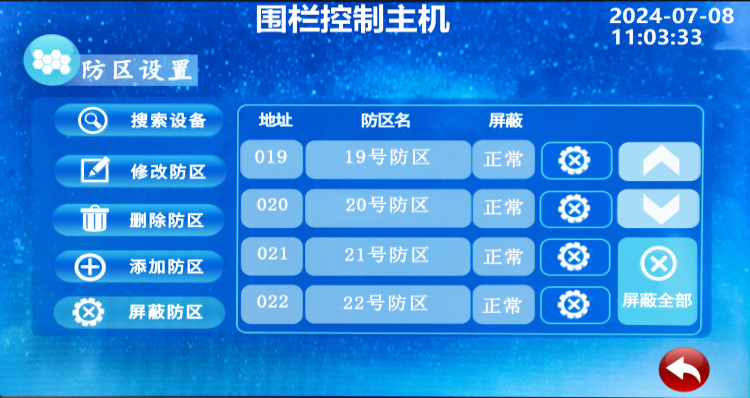 围栏控制主机
2024-07-08
11:03:33
防区设置
搜索设备
修改防区
删除防区
添加防区
屏蔽防区
地址 防区名 屏蔽
019 19号防区 正常
020 20号防区 正常
021 21号防区 正常
022 22号防区 正常
屏蔽全部